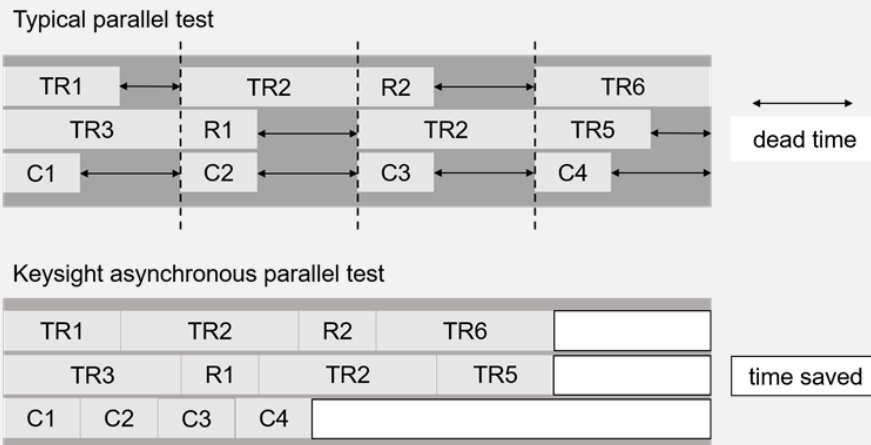 Typical parallel test
TR1 TR2 R2 TR6
TR3 R1 TR2 TR5
C1 C2 C3 C4
dead time
Keysight asynchronous parallel test
TR1 TR2 R2 TR6
TR3 R1 TR2 TR5
C1 C2 C3 C4
time saved